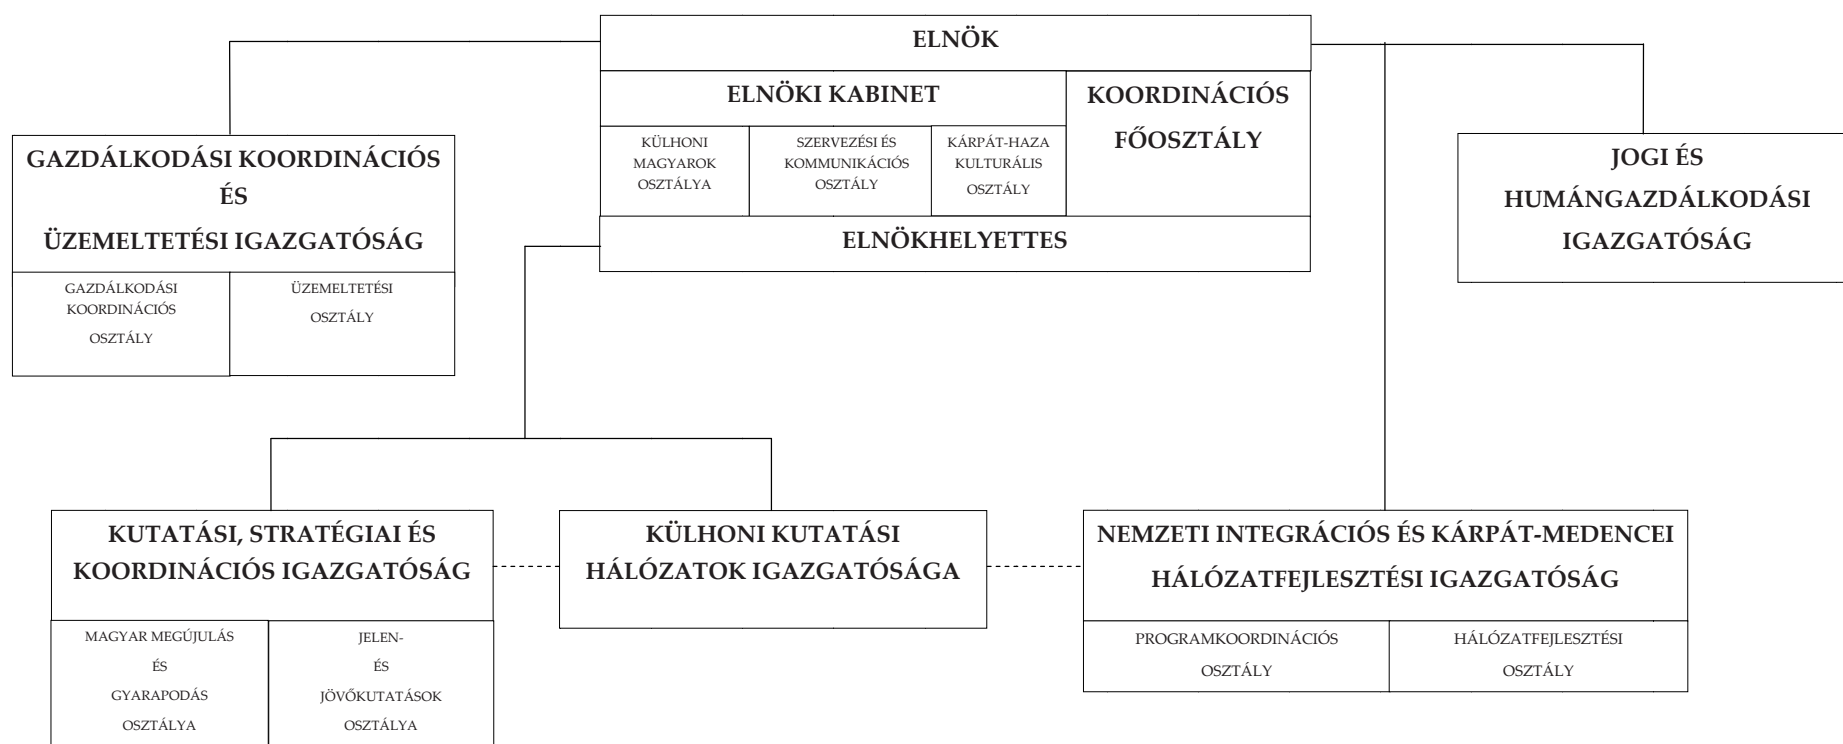 ELNÖK
ELNÖKI KABINET
KÜLHONI
MAGYAROK
OSZTÁLYA
SZERVEZÉSI ÉS
KOMMUNIKÁCIÓS
OSZTÁLY
KÁRPÁT-HAZA
KULTURÁLIS
OSZTÁLY
KOORDINÁCIÓS
FŐOSZTÁLY
ELNÖKHELYETTES
GAZDÁLKODÁSI KOORDINÁCIÓS
ÉS
ÜZEMELTETÉSI IGAZGATÓSÁG
GAZDÁLKODÁSI
KOORDINÁCIÓS
OSZTÁLY
ÜZEMELTETÉSI
OSZTÁLY
JOGI ÉS
HUMÁNGAZDÁLKODÁSI
IGAZGATÓSÁG
KUTATÁSI, STRATÉGIAI ÉS
KOORDINÁCIÓS IGAZGATÓSÁG
MAGYAR MEGÚJULÁS
ÉS
GYARAPODÁS
OSZTÁLYA
JELEN-
ÉS
JÖVŐKUTATÁSOK
OSZTÁLYA
KÜLHONI KUTATÁSI
HÁLÓZATOK IGAZGATÓSÁGA
NEMZETI INTEGRÁCIÓS ÉS KÁRPÁT-MEDENCEI
HÁLÓZATFEJLESZTÉSI IGAZGATÓSÁG
PROGRAMKOORDINÁCIÓS
OSZTÁLY
HÁLÓZATFEJLESZTÉSI
OSZTÁLY